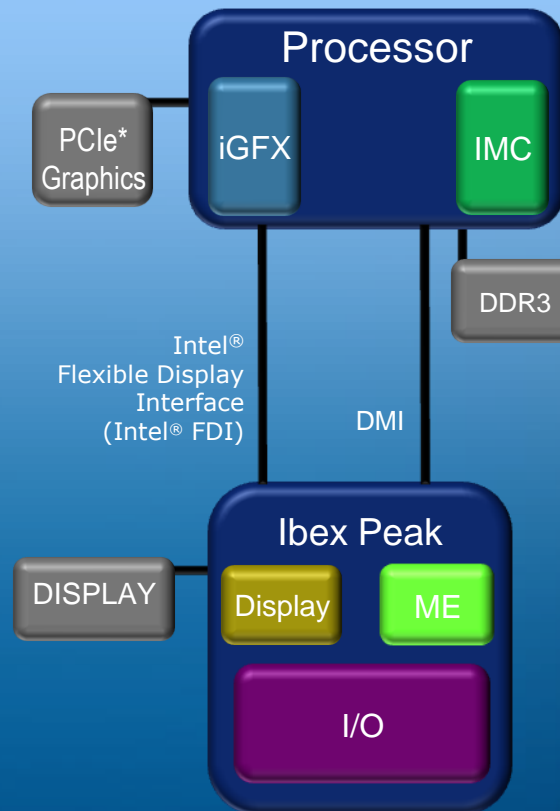 Processor
PCIe*
Graphics
iGFX
IMC
DDR3
Intel®
Flexible Display
Interface
(Intel® FDI)
DMI
Ibex Peak
DISPLAY
Display
ME
I/O